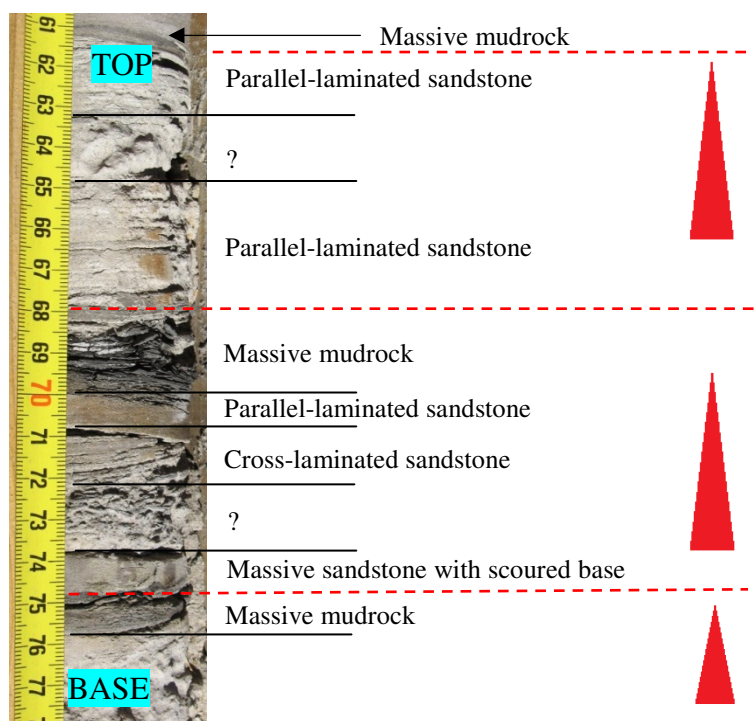 61
Massive mudrock
TOP
62
Parallel-laminated sandstone
63
64
?
65
66
Parallel-laminated sandstone
67
68
69
Massive mudrock
70
Parallel-laminated sandstone
71
Cross-laminated sandstone
72
73
?
74
Massive sandstone with scoured base
75
Massive mudrock
76
77
BASE